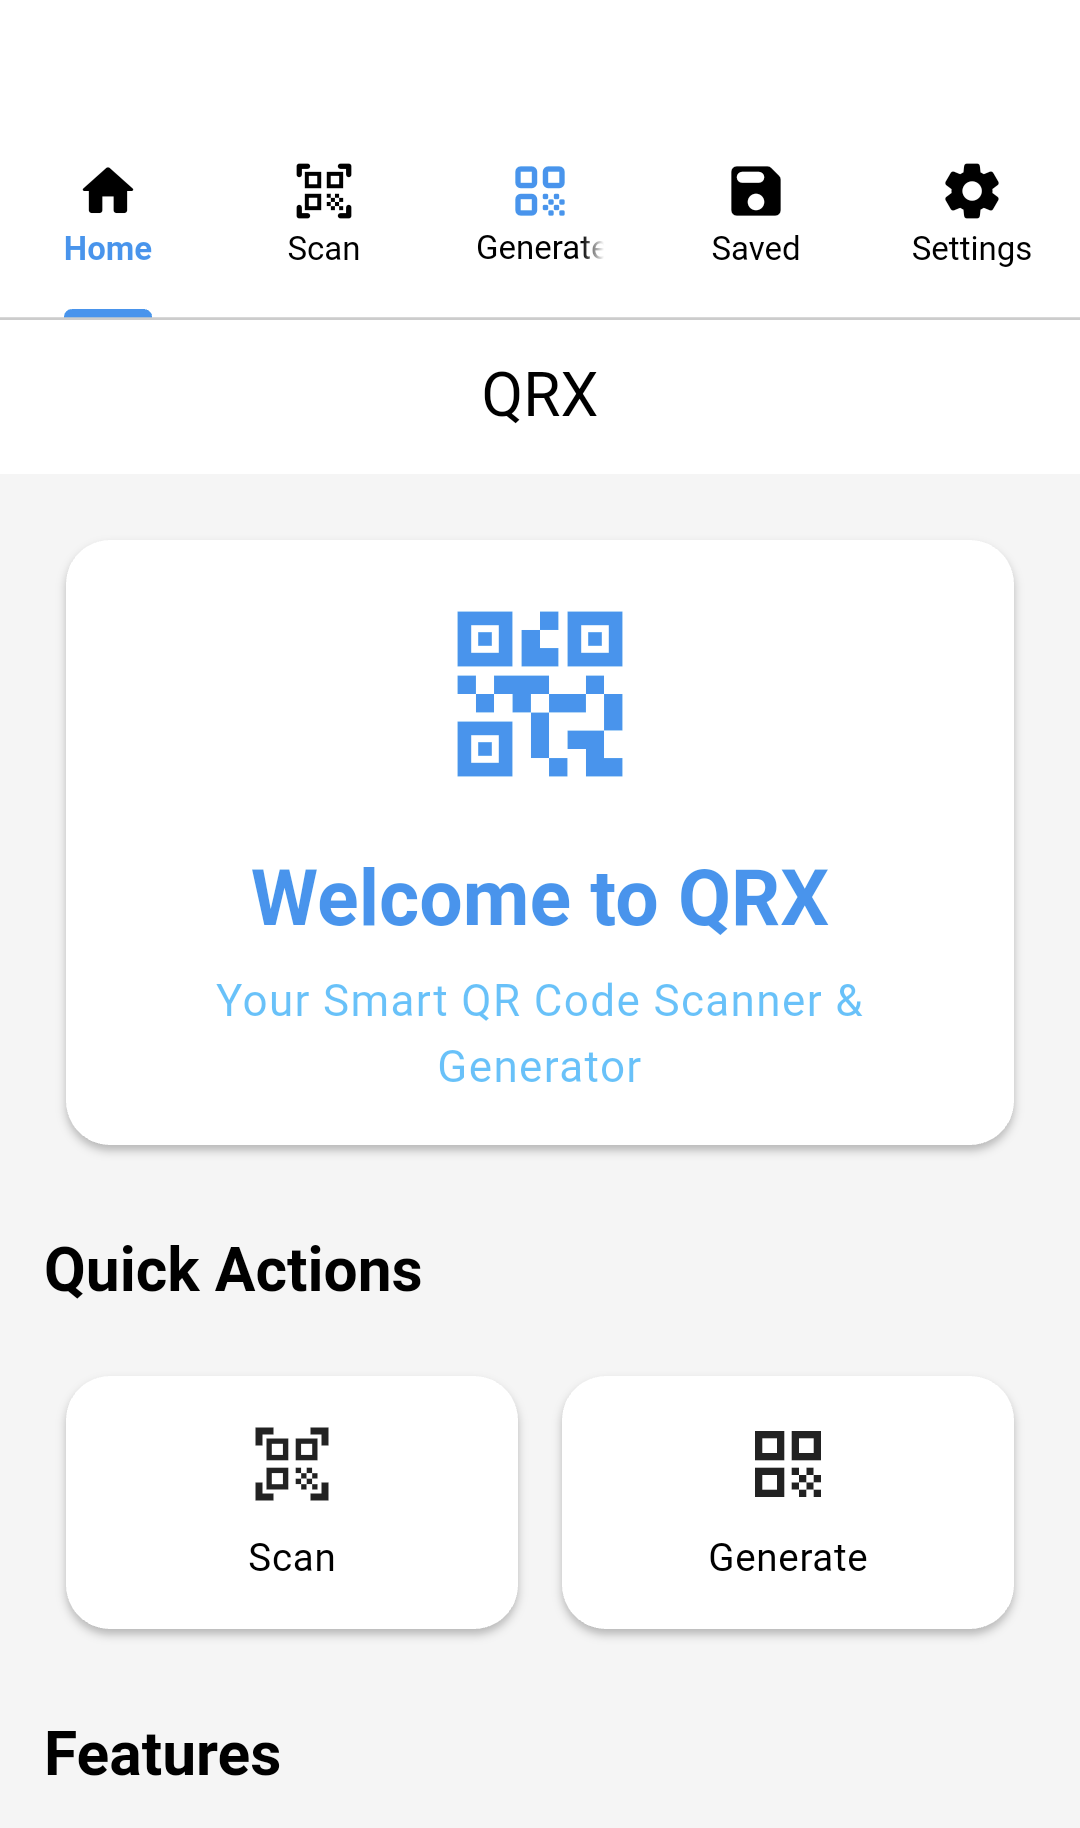 Home
Scan
Generate
Saved
Settings
QRX
Welcome to QRX
Your Smart QR Code Scanner &
Generator
Quick Actions
Scan
Generate
Features